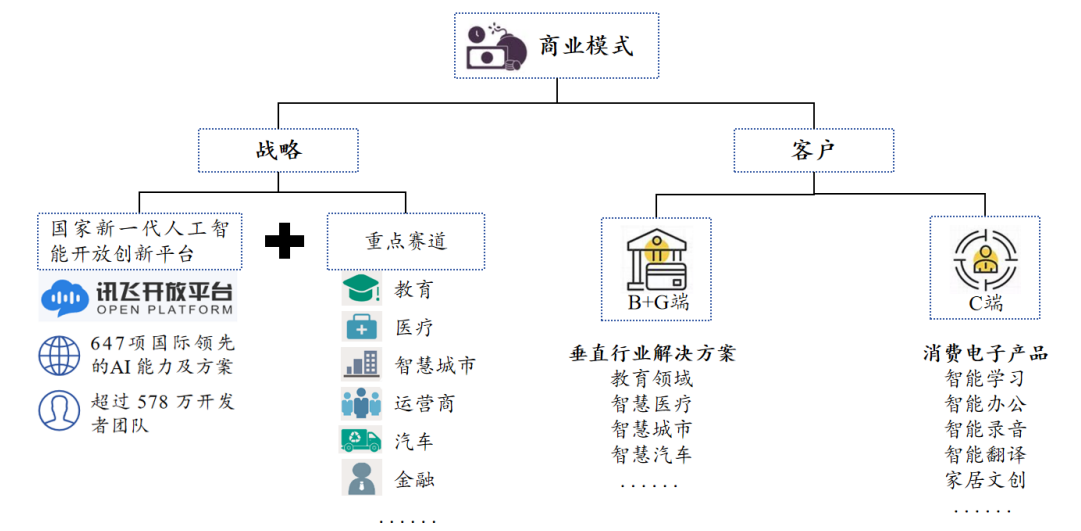 商业模式
战略
客户
国家新一代人工智
能开放创新平台
重点赛道
讯飞开放平台
OPEN PLATFORM
647项国际领先
的AI 能力及方案
超过 578 万开发
者团队
教育
医疗
智慧城市
运营商
汽车
金融
······
B+G端
垂直行业解决方案
教育领域
智慧医疗
智慧城市
智慧汽车
······
C端
消费电子产品
智能学习
智能办公
智能录音
智能翻译
家居文创
······